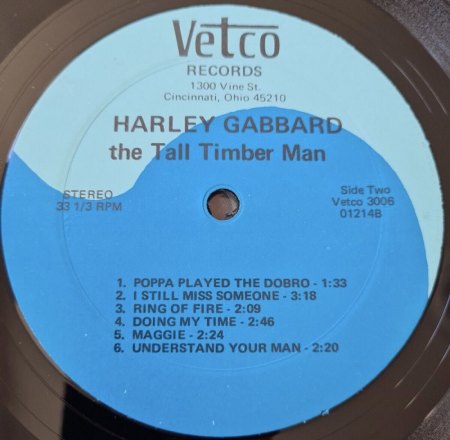 Vetco
RECORDS
1300 Vine St.
Cincinnati, Ohio 45210
HARLEY GABBARD
the Tall Timber Man
STEREO
33 1/3 RPM
Side Two
Vetco 3006
01214B
1. POPPA PLAYED THE DOBRO - 1:33
2. I STILL MISS SOMEONE - 3:18
3. RING OF FIRE - 2:09
4. DOING MY TIME - 2:46
5. MAGGIE - 2:24
6. UNDERSTAND YOUR MAN - 2:20